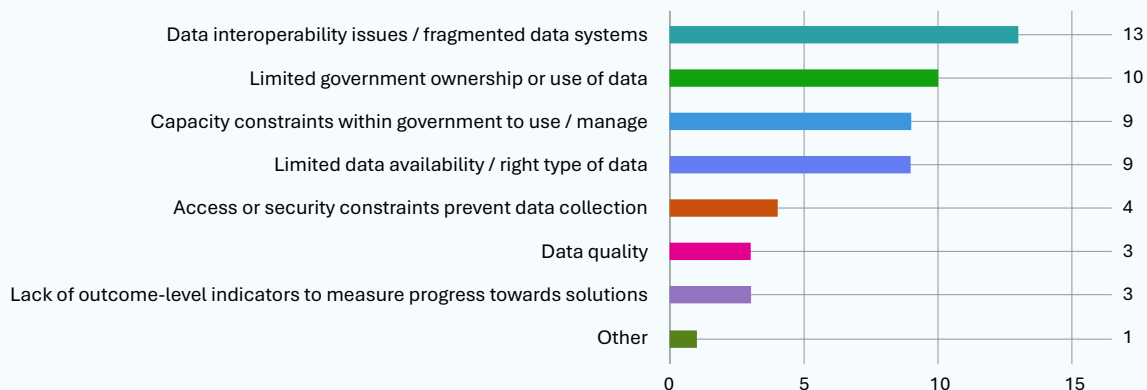 Data interoperability issues / fragmented data systems 13
Limited government ownership or use of data 10
Capacity constraints within government to use / manage 9
Limited data availability / right type of data 9
Access or security constraints prevent data collection 4
Data quality 3
Lack of outcome-level indicators to measure progress towards solutions 3
Other 1
0 5 10 15